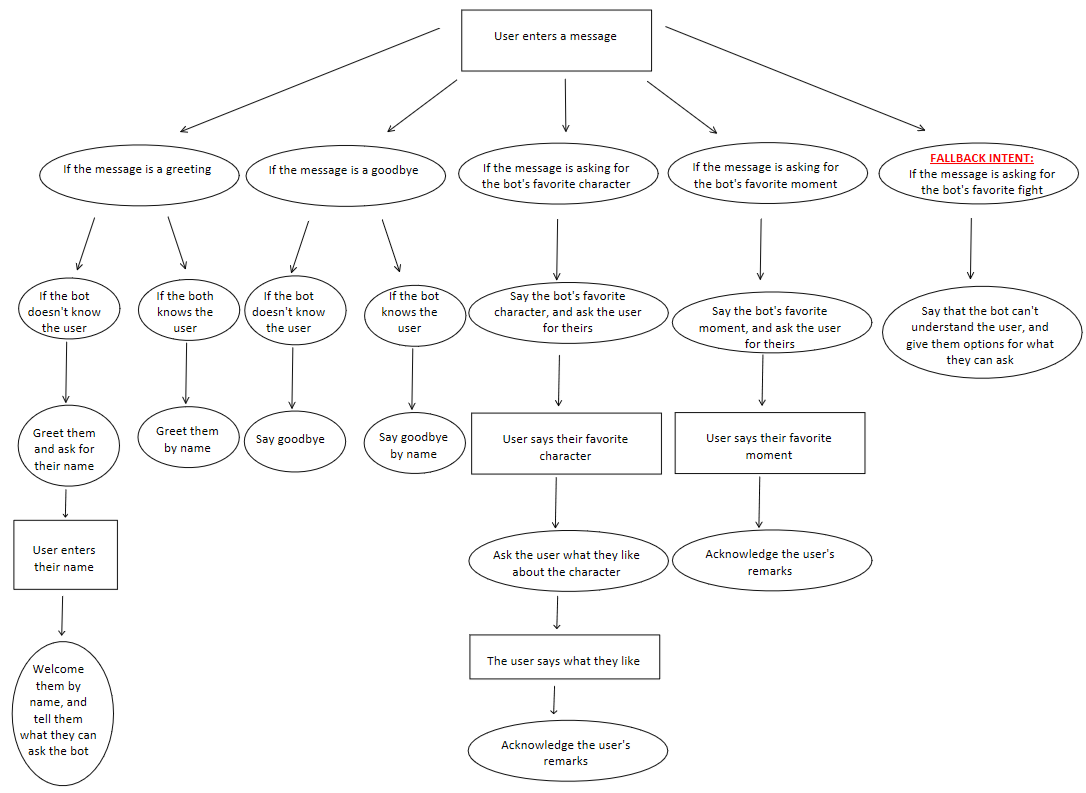 User enters a message
If the message is a greeting
If the message is a goodbye
If the message is asking for
the bot's favorite character
If the message is asking for
the bot's favorite moment
FALLBACK INTENT:
If the message is asking for
the bot's favorite fight
If the bot
doesn't know
the user
If the both
knows the
user
If the bot
doesn't know
the user
If the bot
knows the
user
Say the bot's favorite
character, and ask the user
for theirs
Say the bot's favorite
moment, and ask the user
for theirs
Say that the bot can't
understand the user, and
give them options for what
they can ask
Greet them
and ask for
their name
Greet them
by name
Say goodbye
Say goodbye
by name
User says their favorite
character
User says their favorite
moment
User enters
their name
Ask the user what they like
about the character
Acknowledge the user's
remarks
Welcome
them by
name, and
tell them
what they can
ask the bot
The user says what they like
Acknowledge the user's
remarks